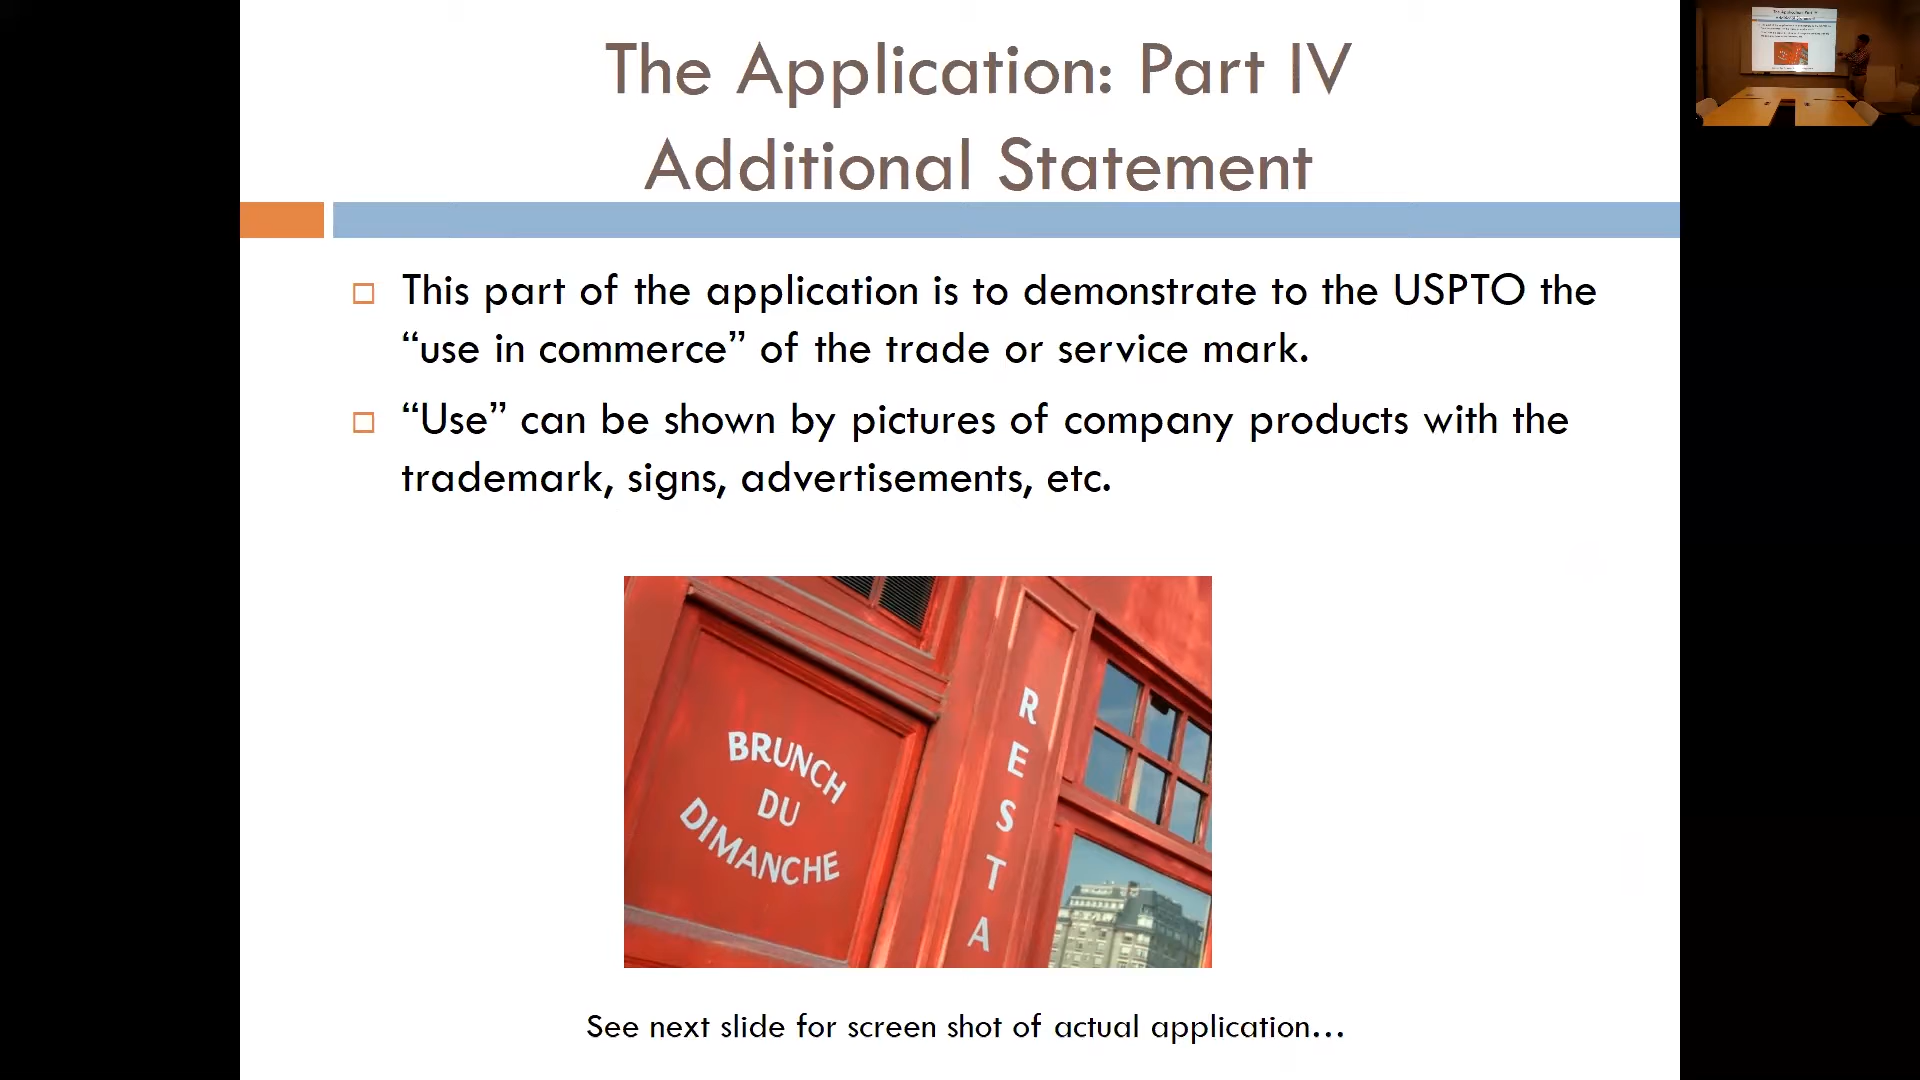 The Application: Part IV
Additional Statement
This part of the application is to demonstrate to the USPTO the
“use in commerce” of the trade or service mark.
“Use” can be shown by pictures of company products with the
trademark, signs, advertisements, etc.
BRUNCH
DU
DIMANCHE
RESTA
See next slide for screen shot of actual application...